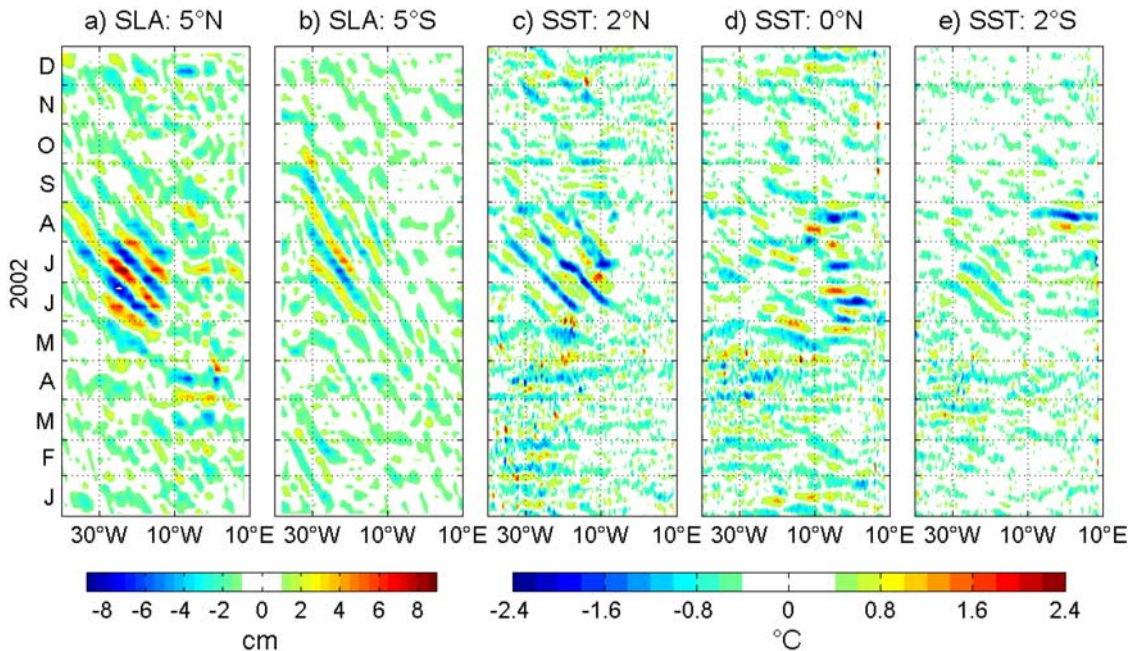 a) SLA: 5°N b) SLA: 5°S c) SST: 2°N d) SST: 0°N e) SST: 2°S
D
N
O
S
A
J
J
M
A
M
F
J
2002
30°W 10°W 10°E 30°W 10°W 10°E 30°W 10°W 10°E 30°W 10°W 10°E 30°W 10°W 10°E
-8 -6 -4 -2 0 2 4 6 8
cm
-2.4 -1.6 -0.8 0 0.8 1.6 2.4
°C